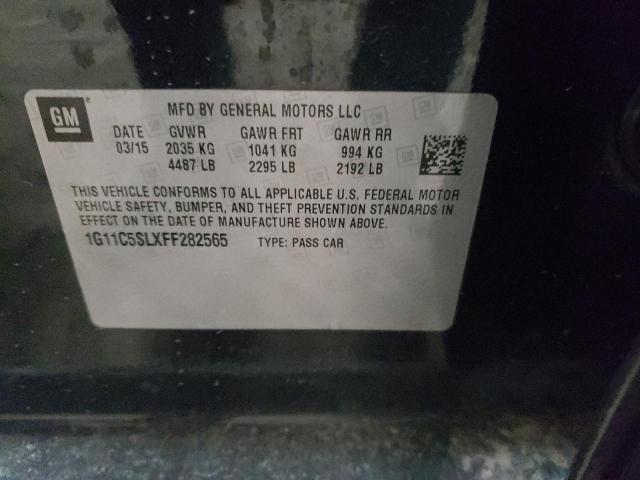 GM
MFD BY GENERAL MOTORS LLC
DATE GVWR GAWR FRT GAWR RR
03/15 2035 KG 1041 KG 994 KG
4487 LB 2295 LB 2192 LB
THIS VEHICLE CONFORMS TO ALL APPLICABLE U.S. FEDERAL MOTOR
VEHICLE SAFETY, BUMPER, AND THEFT PREVENTION STANDARDS IN
EFFECT ON THE DATE OF MANUFACTURE SHOWN ABOVE.
1G11C5SLXFF282565 TYPE: PASS CAR